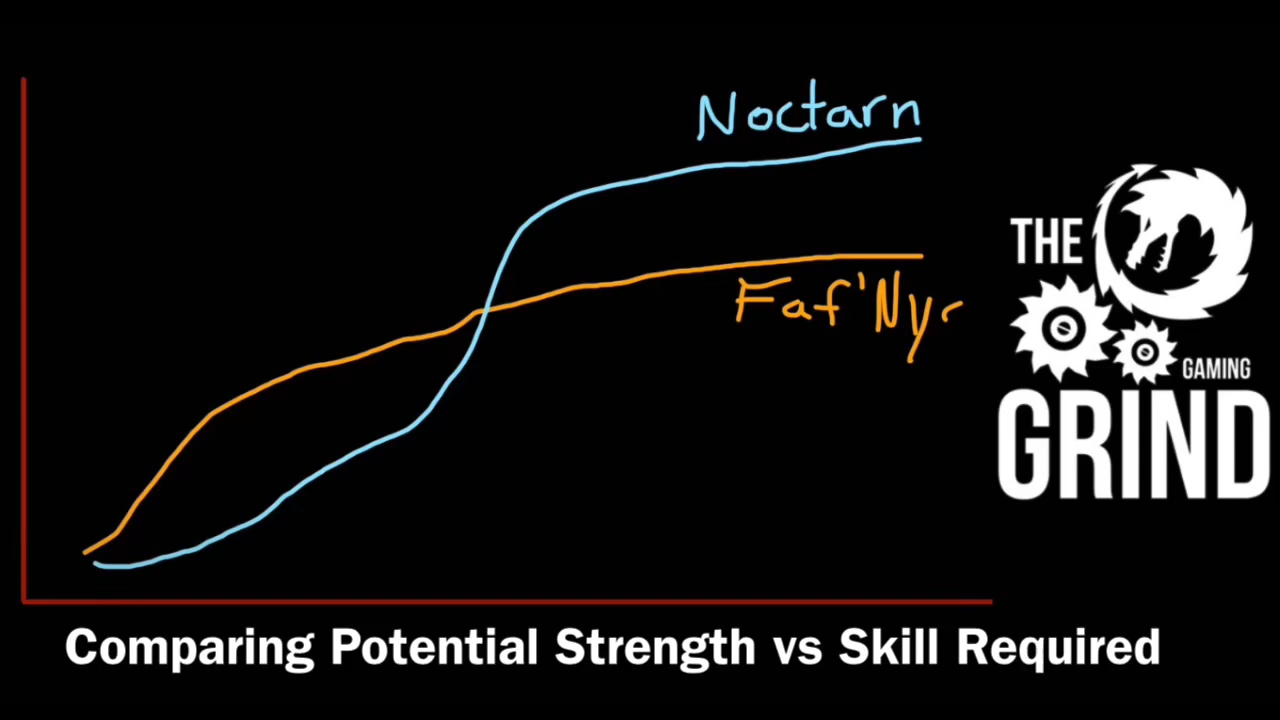 Noctarn
Faf'Nyr
THE
GAMING
GRIND
Comparing Potential Strength vs Skill Required